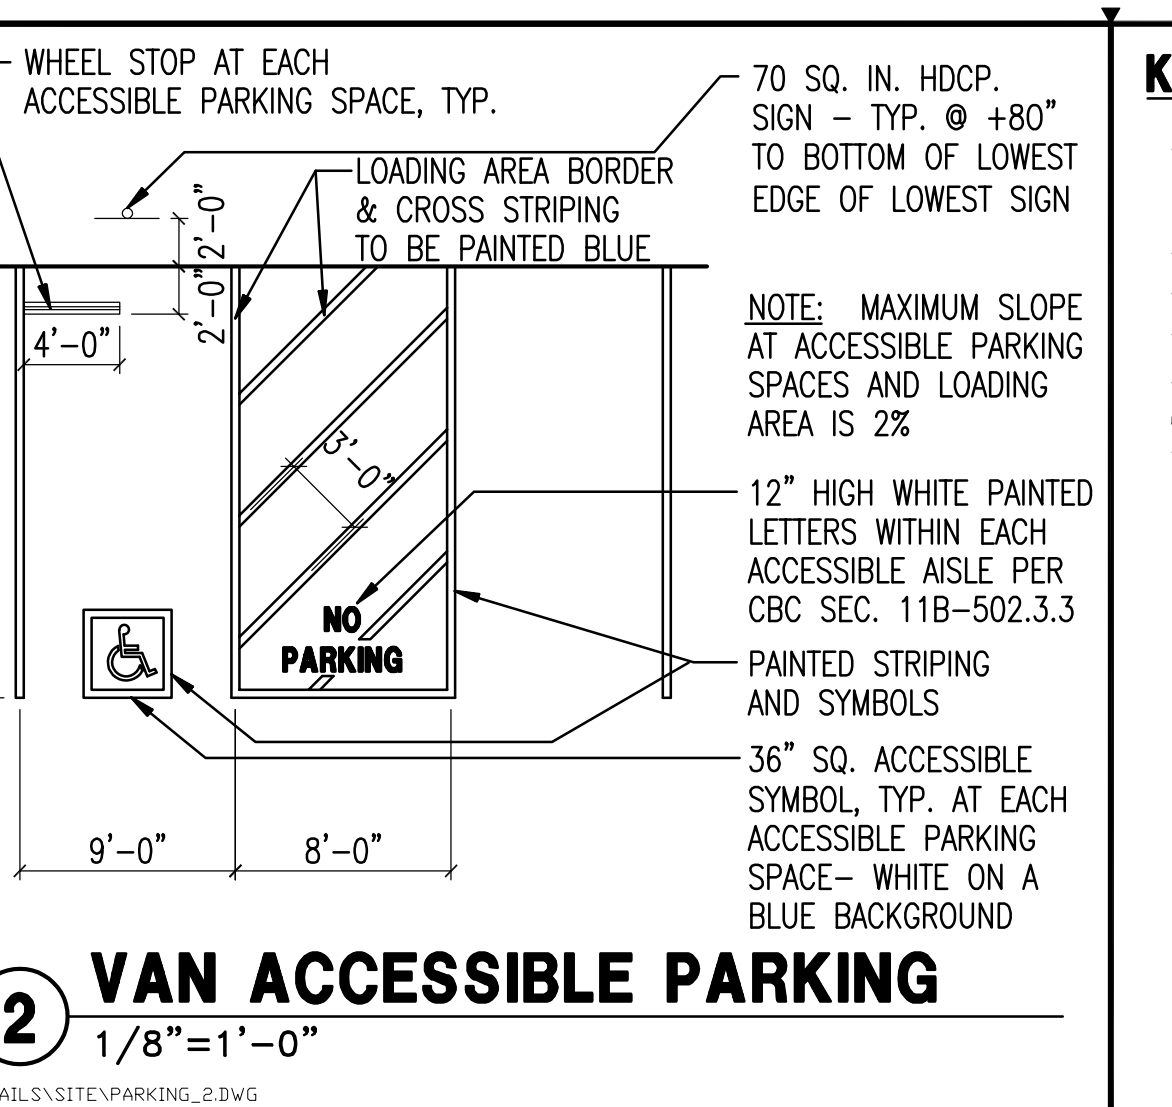 WHEEL STOP AT EACH
ACCESSIBLE PARKING SPACE, TYP.
70 SQ. IN. HDCP.
SIGN – TYP. @ +80"
TO BOTTOM OF LOWEST
EDGE OF LOWEST SIGN
LOADING AREA BORDER
& CROSS STRIPING
TO BE PAINTED BLUE
2'-0"
2'-0"
4'-0"
3'-0"
NOTE: MAXIMUM SLOPE
AT ACCESSIBLE PARKING
SPACES AND LOADING
AREA IS 2%
12" HIGH WHITE PAINTED
LETTERS WITHIN EACH
ACCESSIBLE AISLE PER
CBC SEC. 11B-502.3.3
NO
PARKING
PAINTED STRIPING
AND SYMBOLS
36" SQ. ACCESSIBLE
SYMBOL, TYP. AT EACH
ACCESSIBLE PARKING
SPACE– WHITE ON A
BLUE BACKGROUND
9'-0"
8'-0"
2
VAN ACCESSIBLE PARKING
1/8"=1'-0"
AILS\SITE\PARKING_2.DWG
K